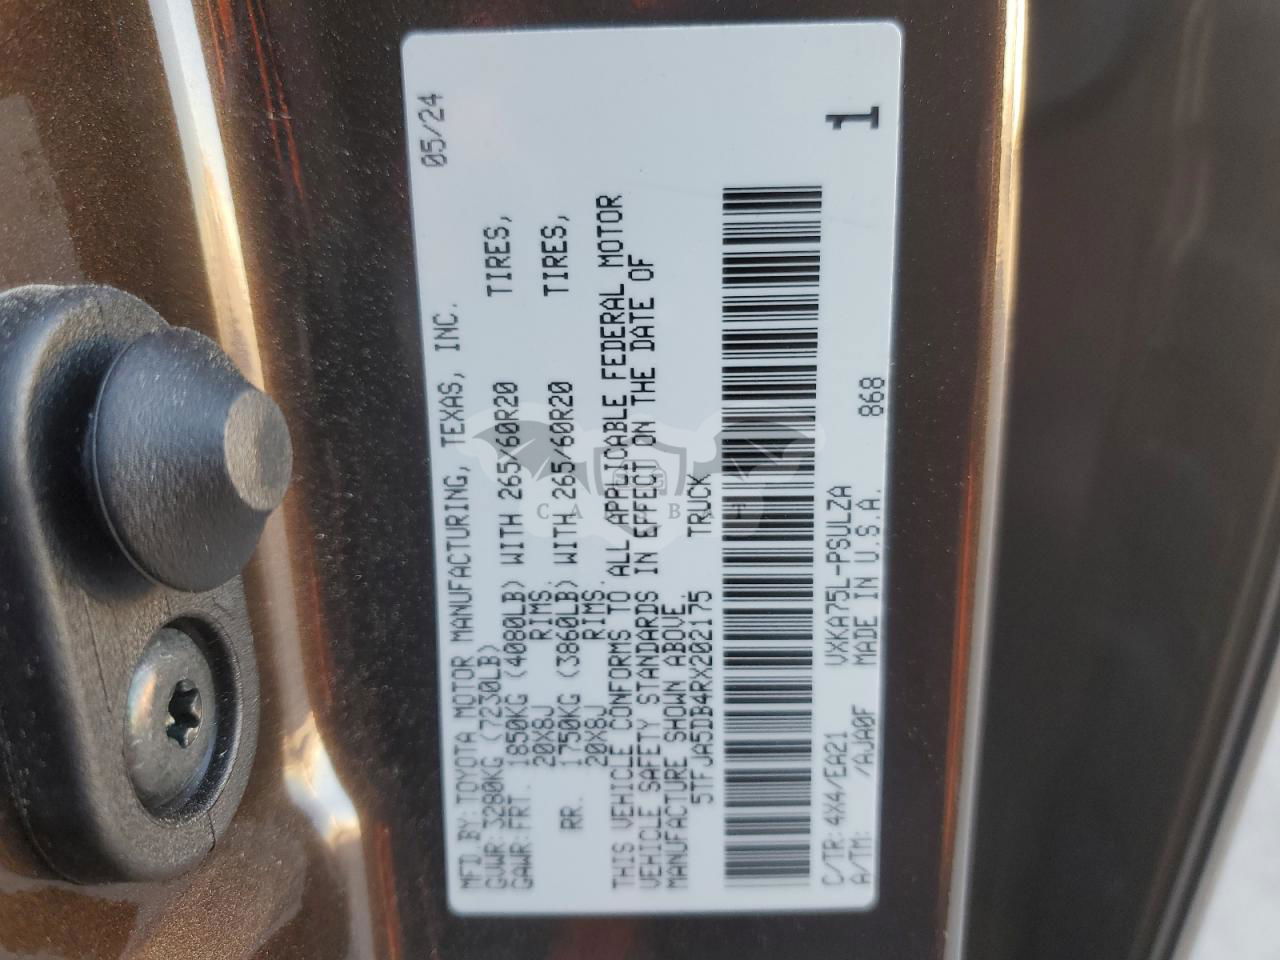 MFD.BY:TOYOTA MOTOR MANUFACTURING, TEXAS, INC. 05/24
GVWR:3280KG (7230LB)
GAWR:FRT. 1850KG (4080LB) WITH 265/60R20 TIRES,
20X8J RIMS.
RR. 1750KG (3860LB) WITH 265/60R20 TIRES,
20X8J RIMS.
THIS VEHICLE CONFORMS TO ALL APPLICABLE FEDERAL MOTOR
VEHICLE SAFETY STANDARDS IN EFFECT ON THE DATE OF
MANUFACTURE SHOWN ABOVE.
5TFJA5DB4RX202175 TRUCK
C/TR:4X4/EA21 VXKA75L-PSULZA
A/TM: /AJA0F MADE IN U.S.A. 868
1
CARBAT